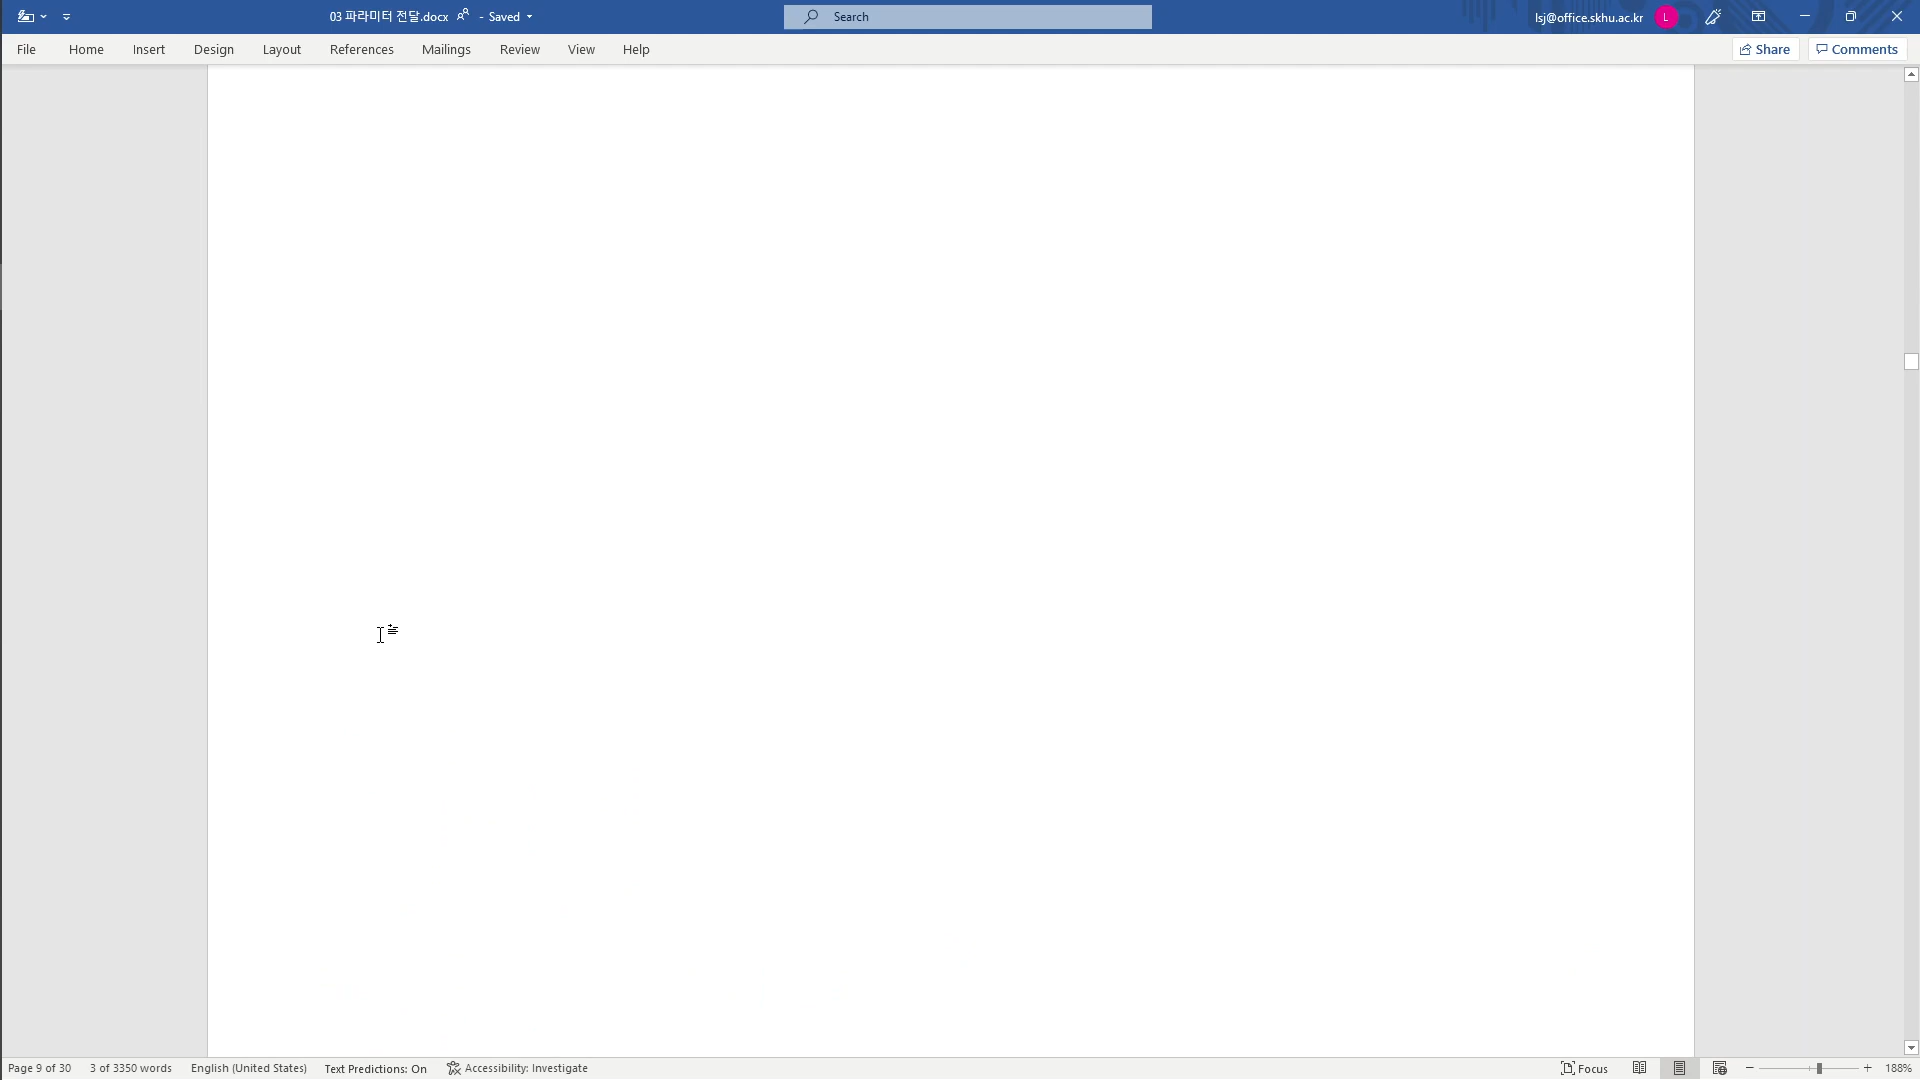 03 파라미터 전달.docx - Saved
Search
lsj@office.skhu.ac.kr L
File Home Insert Design Layout References Mailings Review View Help Share Comments
Page 9 of 30 3 of 3350 words English (United States) Text Predictions: On Accessibility: Investigate Focus 188%